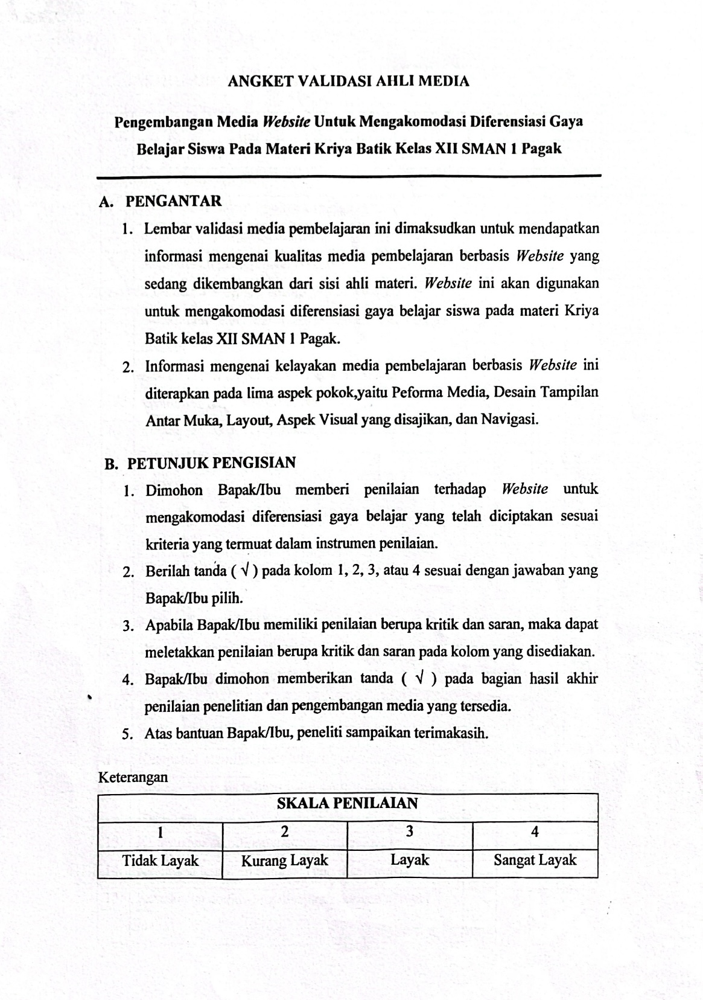 ANGKET VALIDASI AHLI MEDIA
Pengembangan Media Website Untuk Mengakomodasi Diferensiasi Gaya
Belajar Siswa Pada Materi Kriya Batik Kelas XII SMAN 1 Pagak
A. PENGANTAR
1. Lembar validasi media pembelajaran ini dimaksudkan untuk mendapatkan
informasi mengenai kualitas media pembelajaran berbasis Website yang
sedang dikembangkan dari sisi ahli materi. Website ini akan digunakan
untuk mengakomodasi diferensiasi gaya belajar siswa pada materi Kriya
Batik kelas XII SMAN 1 Pagak.
2. Informasi mengenai kelayakan media pembelajaran berbasis Website ini
diterapkan pada lima aspek pokok,yaitu Peforma Media, Desain Tampilan
Antar Muka, Layout, Aspek Visual yang disajikan, dan Navigasi.
B. PETUNJUK PENGISIAN
1. Dimohon Bapak/Ibu memberi penilaian terhadap Website untuk
mengakomodasi diferensiasi gaya belajar yang telah diciptakan sesuai
kriteria yang termuat dalam instrumen penilaian.
2. Berilah tanda ( √ ) pada kolom 1, 2, 3, atau 4 sesuai dengan jawaban yang
Bapak/Ibu pilih.
3. Apabila Bapak/Ibu memiliki penilaian berupa kritik dan saran, maka dapat
meletakkan penilaian berupa kritik dan saran pada kolom yang disediakan.
4. Bapak/Ibu dimohon memberikan tanda ( √ ) pada bagian hasil akhir
penilaian penelitian dan pengembangan media yang tersedia.
5. Atas bantuan Bapak/Ibu, peneliti sampaikan terimakasih.
Keterangan
SKALA PENILAIAN
1 2 3 4
Tidak Layak Kurang Layak Layak Sangat Layak